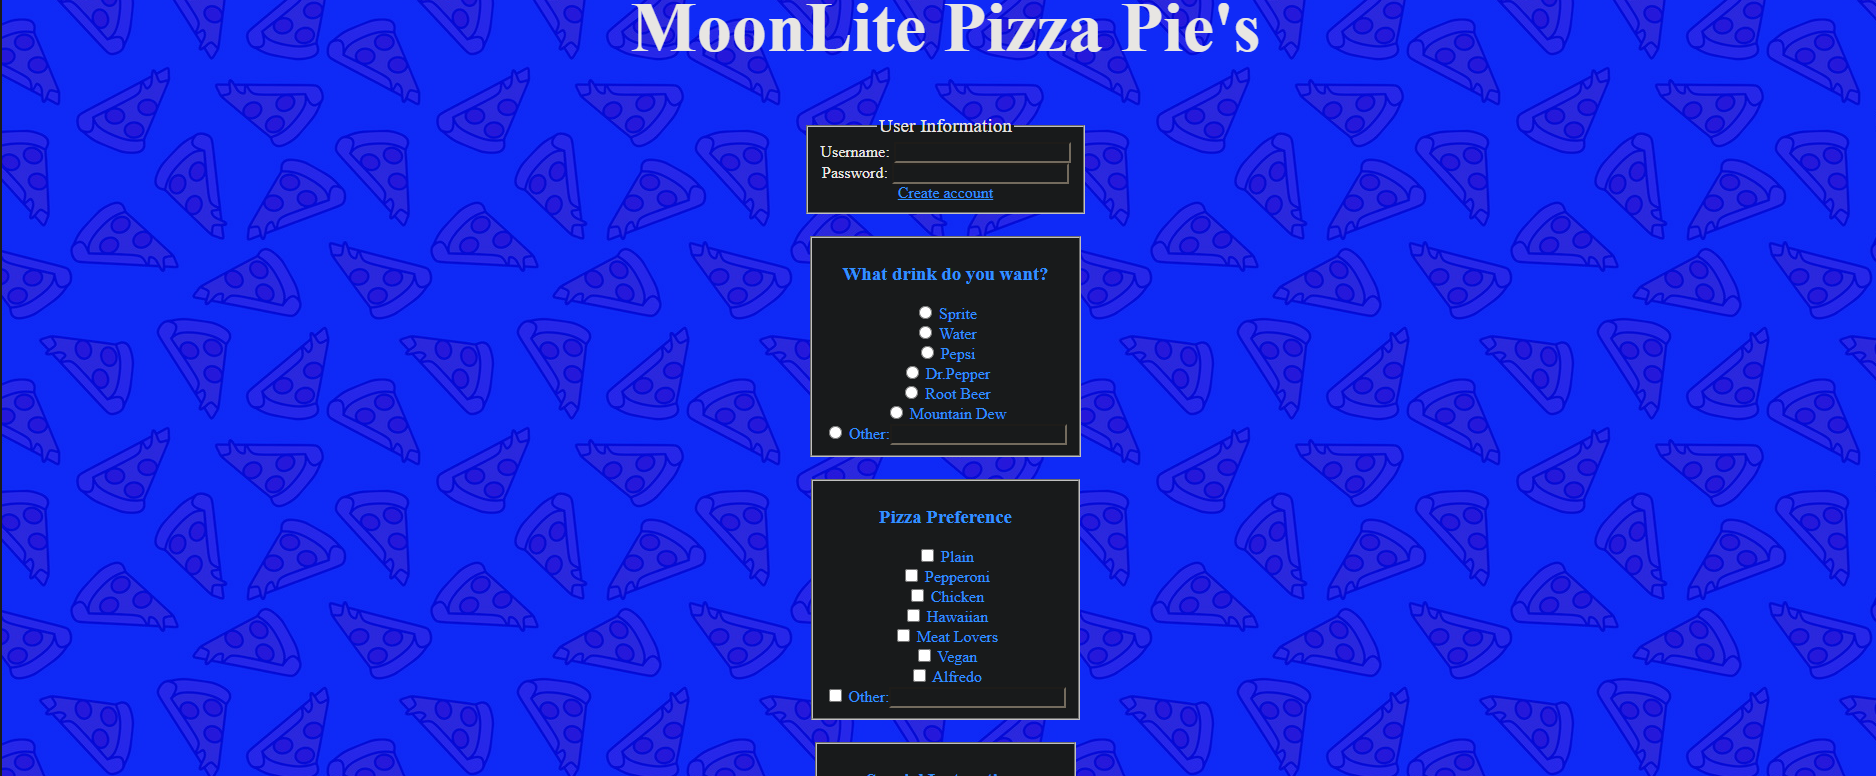 MoonLite Pizza Pie's
User Information
Username:
Password:
Create account
What drink do you want?
Sprite
Water
Pepsi
Dr.Pepper
Root Beer
Mountain Dew
Other:
Pizza Preference
Plain
Pepperoni
Chicken
Hawaiian
Meat Lovers
Vegan
Alfredo
Other: